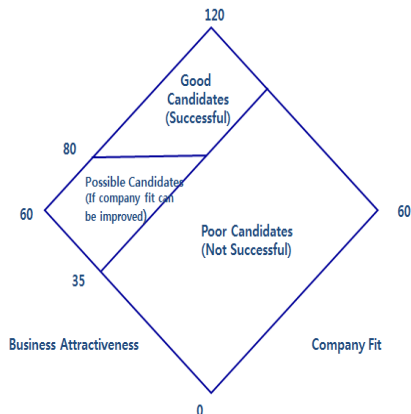 120
Good
Candidates
(Successful)
80
Possible Candidates
(If company fit can
be improved)
60
60
Poor Candidates
(Not Successful)
35
Business Attractiveness
Company Fit
0